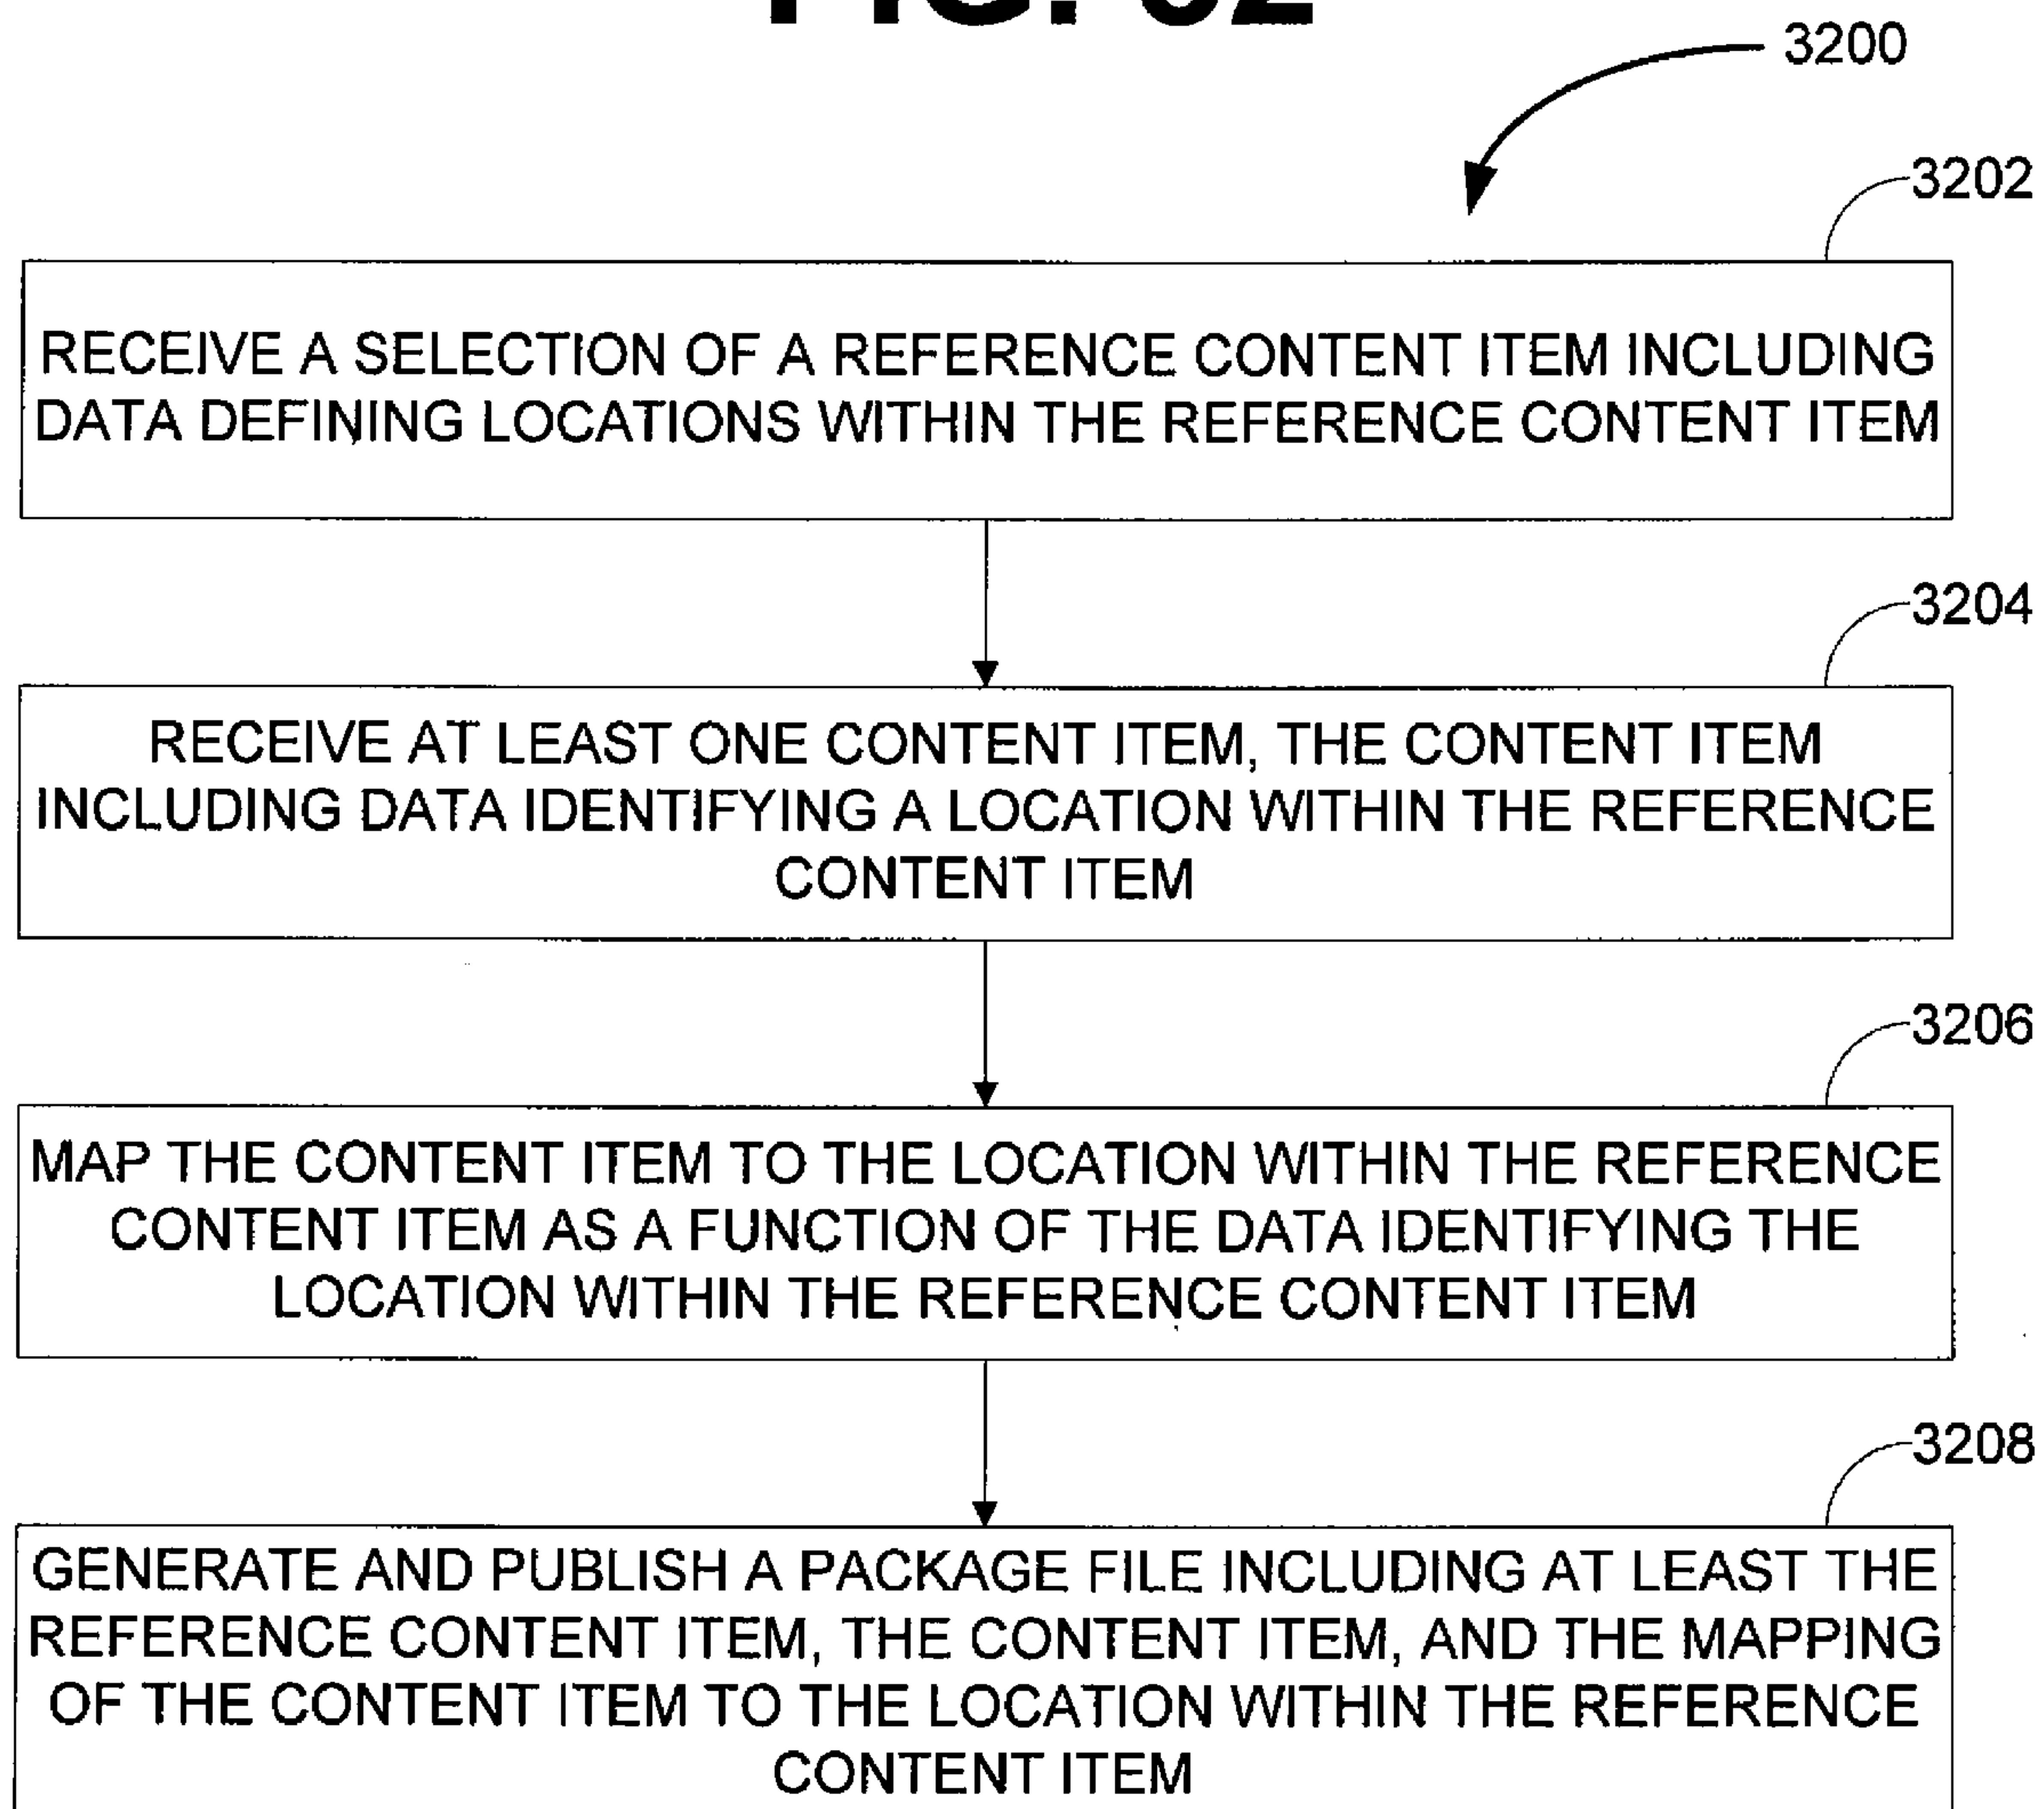 FIG. 32
3200
3202
RECEIVE A SELECTION OF A REFERENCE CONTENT ITEM INCLUDING
DATA DEFINING LOCATIONS WITHIN THE REFERENCE CONTENT ITEM
3204
RECEIVE AT LEAST ONE CONTENT ITEM, THE CONTENT ITEM
INCLUDING DATA IDENTIFYING A LOCATION WITHIN THE REFERENCE
CONTENT ITEM
3206
MAP THE CONTENT ITEM TO THE LOCATION WITHIN THE REFERENCE
CONTENT ITEM AS A FUNCTION OF THE DATA IDENTIFYING THE
LOCATION WITHIN THE REFERENCE CONTENT ITEM
3208
GENERATE AND PUBLISH A PACKAGE FILE INCLUDING AT LEAST THE
REFERENCE CONTENT ITEM, THE CONTENT ITEM, AND THE MAPPING
OF THE CONTENT ITEM TO THE LOCATION WITHIN THE REFERENCE
CONTENT ITEM